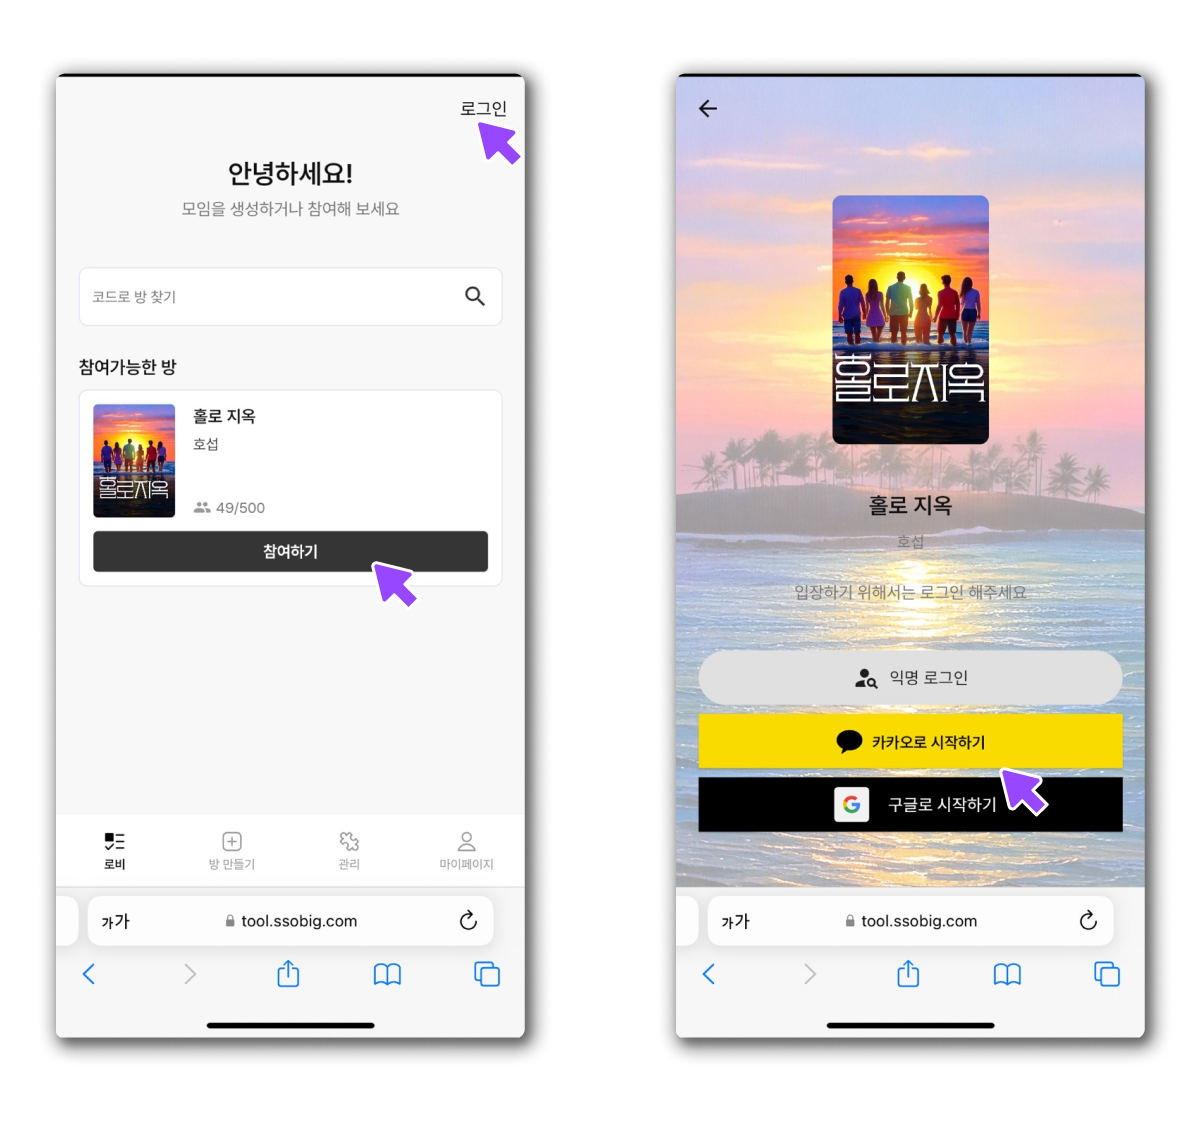 로그인
안녕하세요!
모임을 생성하거나 참여해 보세요
코드로 방 찾기
참여가능한 방
홀로지옥
홀로 지옥
호섭
49/500
참여하기
로비
방 만들기
관리
마이페이지
가가
tool.ssobig.com
홀로지옥
홀로 지옥
호섭
입장하기 위해서는 로그인 해주세요
익명 로그인
카카오로 시작하기
G 구글로 시작하기
가가
tool.ssobig.com